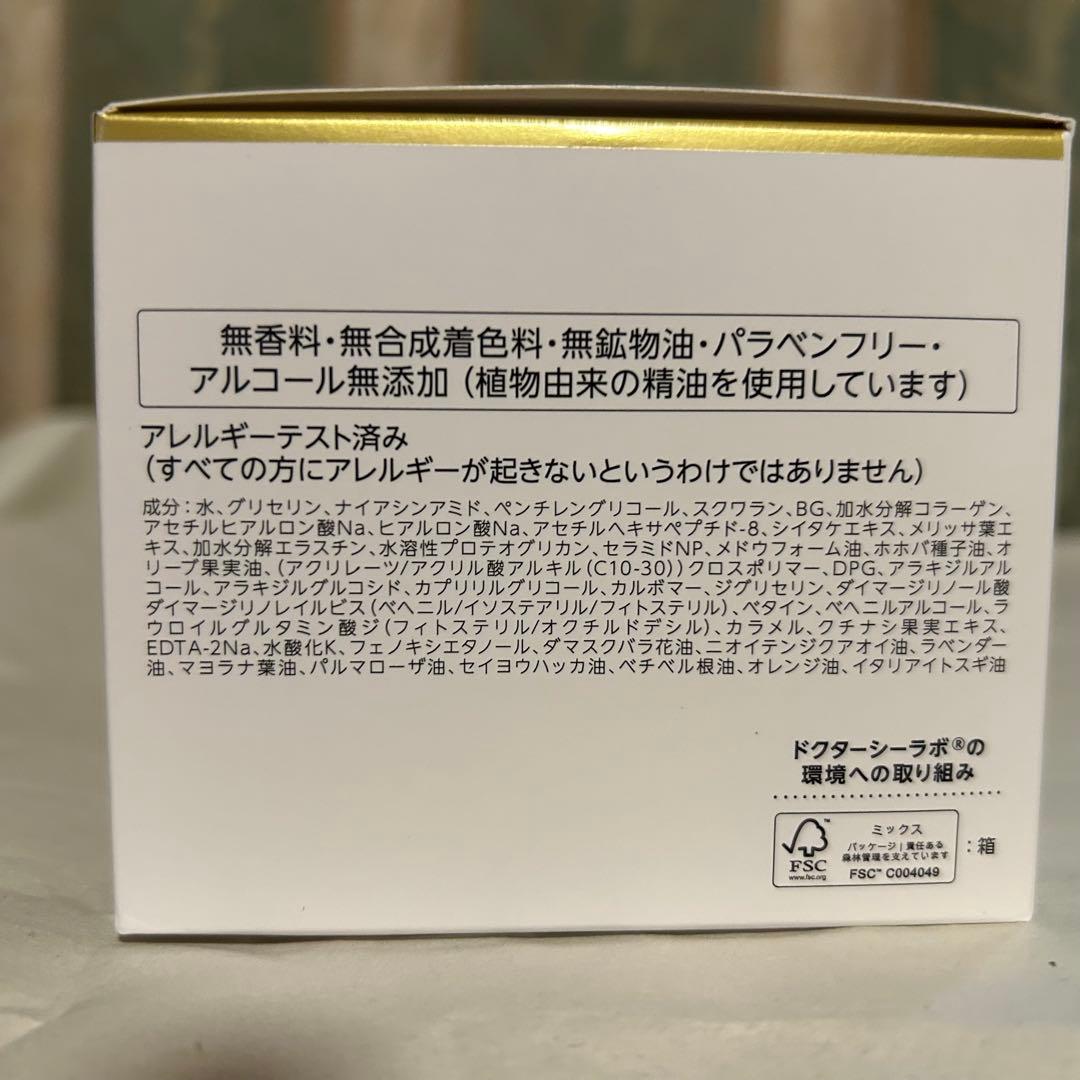 無香料・無合成着色料・無鉱物油・パラベンフリー・
アルコール無添加（植物由来の精油を使用しています）
アレルギーテスト済み
（すべての方にアレルギーが起きないというわけではありません）
成分：水、グリセリン、ナイアシンアミド、ペンチレングリコール、スクワラン、BG、加水分解コラーゲン、
アセチルヒアルロン酸Na、ヒアルロン酸Na、アセチルヘキサペプチド-8、シイタケエキス、メリッサ葉エ
キス、加水分解エラスチン、水溶性プロテオグリカン、セラミドNP、メドウフォーム油、ホホバ種子油、オ
リーブ果実油、（アクリレーツ/アクリル酸アルキル（C10-30））クロスポリマー、DPG、アラキジルアル
コール、アラキジルグルコシド、カプリリルグリコール、カルボマー、ジグリセリン、ダイマージリノール酸
ダイマージリノレイルビス（ベヘニル/イソステアリル/フィトステリル）、ベタイン、ベヘニルアルコール、ラ
ウロイルグルタミン酸ジ（フィトステリル/オクチルドデシル）、カラメル、クチナシ果実エキス、
EDTA-2Na、水酸化K、フェノキシエタノール、ダマスクバラ花油、ニオイテンジクアオイ油、ラベンダー
油、マヨラナ葉油、パルマローザ油、セイヨウハッカ油、ベチベル根油、オレンジ油、イタリアイトスギ油
ドクターシーラボ®の
環境への取り組み
FSC
www.fsc.org
ミックス
パッケージ | 責任ある
森林管理を支えています
FSC™ C004049
：箱